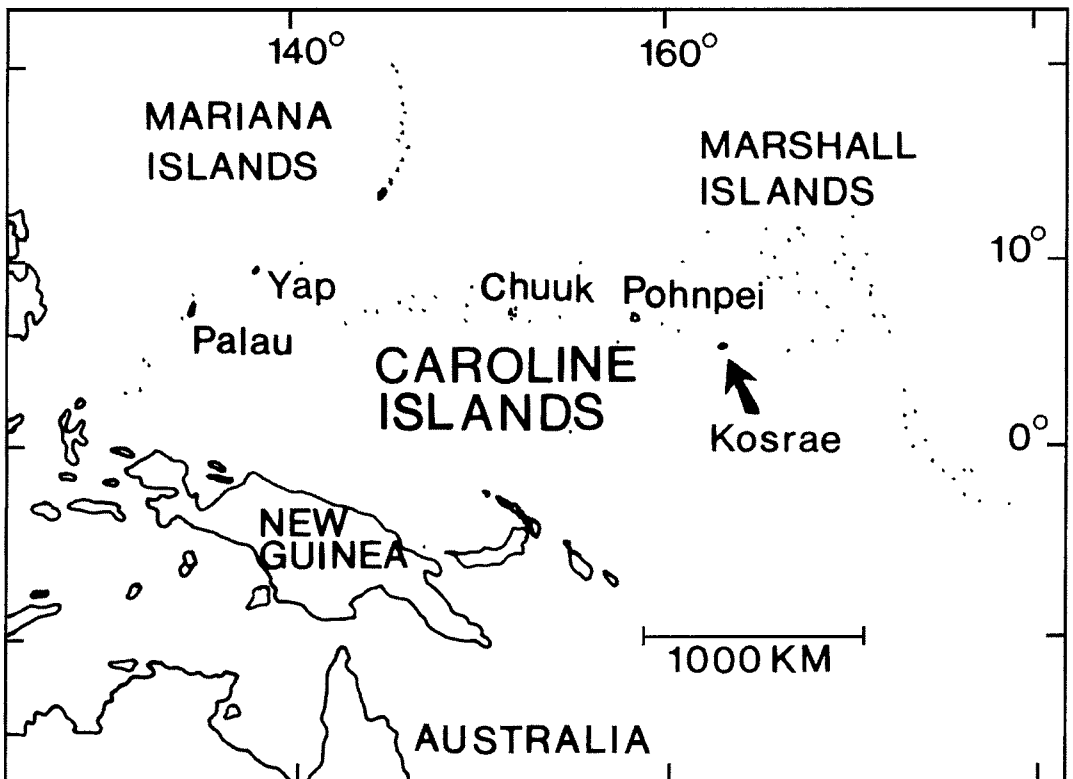 140°
160°
MARIANA
ISLANDS
MARSHALL
ISLANDS
10°
Yap
Chuuk
Pohnpei
Palau
CAROLINE
ISLANDS
Kosrae
0°
NEW
GUINEA
1000 KM
AUSTRALIA